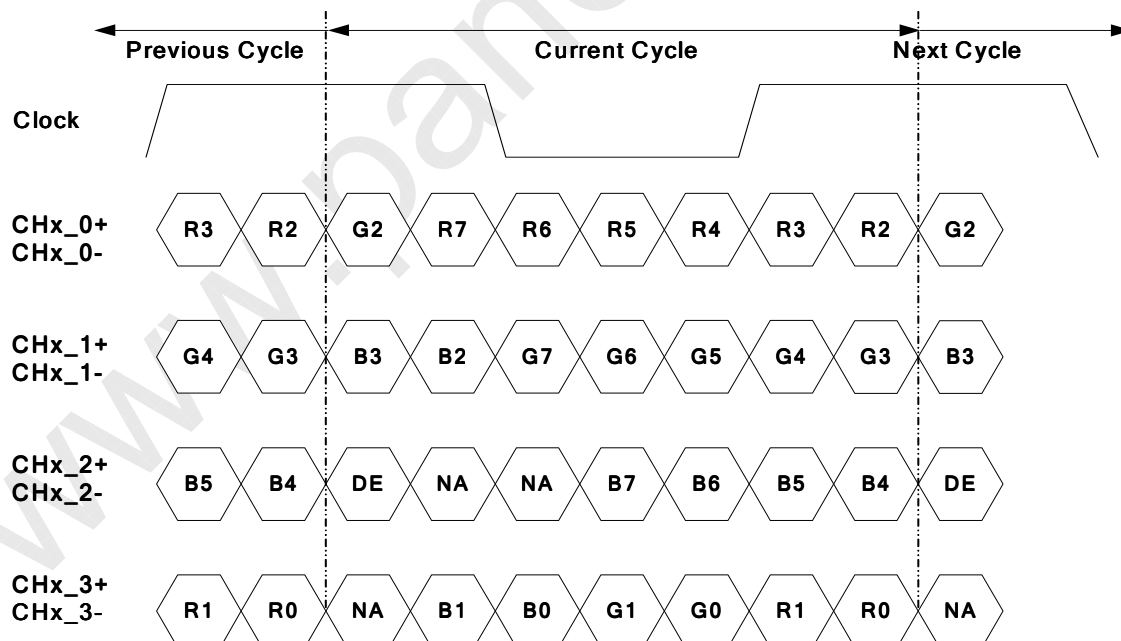 Previous Cycle Current Cycle Next Cycle
Clock
CHx_0+
CHx_0-
R3 R2 G2 R7 R6 R5 R4 R3 R2 G2
CHx_1+
CHx_1-
G4 G3 B3 B2 G7 G6 G5 G4 G3 B3
CHx_2+
CHx_2-
B5 B4 DE NA NA B7 B6 B5 B4 DE
CHx_3+
CHx_3-
R1 R0 NA B1 B0 G1 G0 R1 R0 NA
www.pan